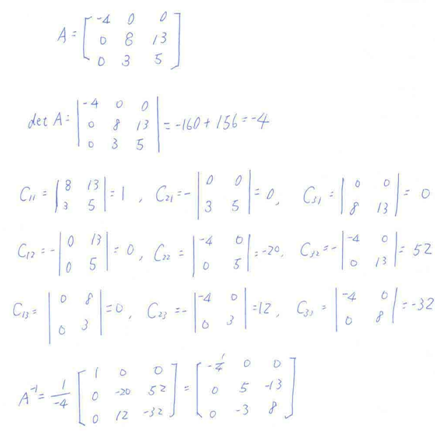 A = [ -4 0 0
0 8 13
0 3 5 ]
det A = | -4 0 0
0 8 13
0 3 5 | = -160 + 156 = -4
C₁₁ = | 8 13 ; 3 5 | = 1 , C₂₁ = - | 0 0 ; 3 5 | = 0, C₃₁ = | 0 0 ; 8 13 | = 0
C₁₂ = - | 0 13 ; 0 5 | = 0, C₂₂ = | -4 0 ; 0 5 | = -20, C₃₂ = - | -4 0 ; 0 13 | = 52
C₁₃ = | 0 8 ; 0 3 | = 0, C₂₃ = - | -4 0 ; 0 3 | = 12, C₃₃ = | -4 0 ; 0 8 | = -32
A⁻¹ = 1/-4 [ 1 0 0 ; 0 -20 52 ; 0 12 -32 ] = [ -1/4 0 0 ; 0 5 -13 ; 0 -3 8 ]